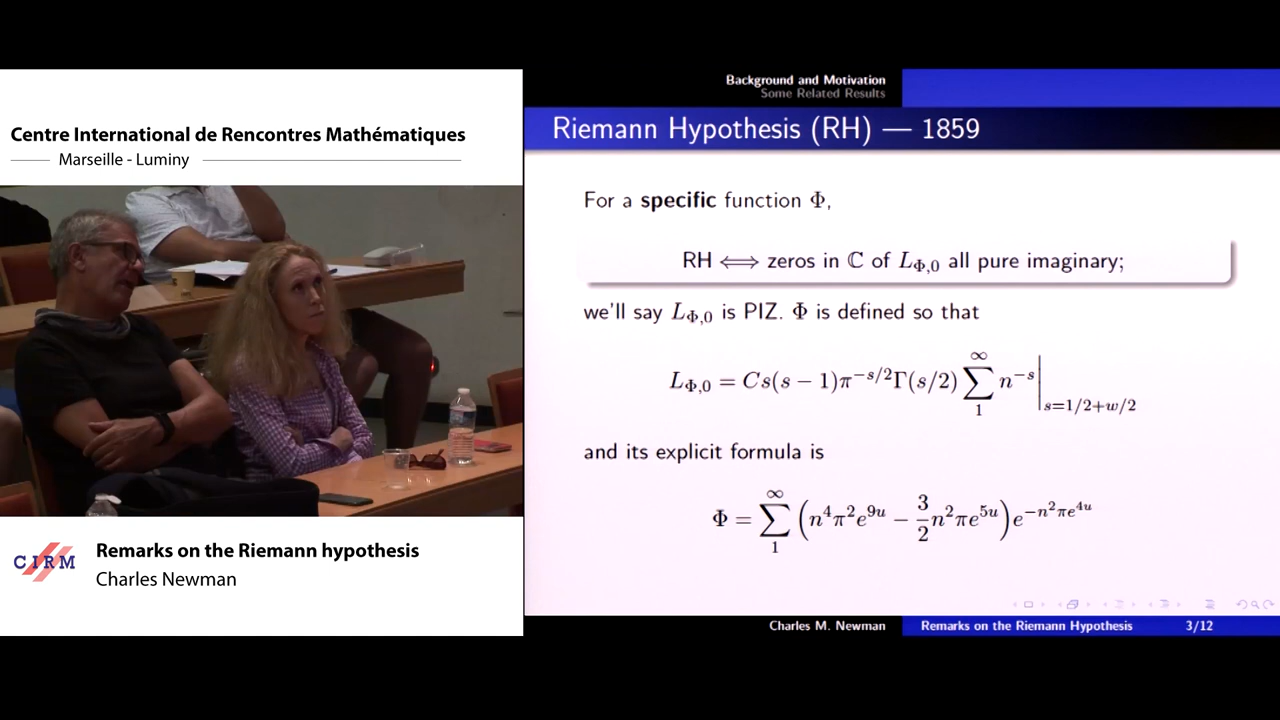 Centre International de Rencontres Mathématiques
Marseille - Luminy
CIRM
Remarks on the Riemann hypothesis
Charles Newman
Background and Motivation
Some Related Results
Riemann Hypothesis (RH) — 1859
For a specific function Φ,
RH ⟺ zeros in ℂ of L_{Φ,0} all pure imaginary;
we'll say L_{Φ,0} is PIZ. Φ is defined so that
L_{Φ,0} = Cs(s − 1)π^{−s/2}Γ(s/2) ∑_{1}^{∞} n^{−s} |_{s=1/2+w/2}
and its explicit formula is
Φ = ∑_{1}^{∞} (n^4π^2e^{9u} − \frac{3}{2}n^2πe^{5u}) e^{−n^2πe^{4u}}
Charles M. Newman
Remarks on the Riemann Hypothesis
3/12